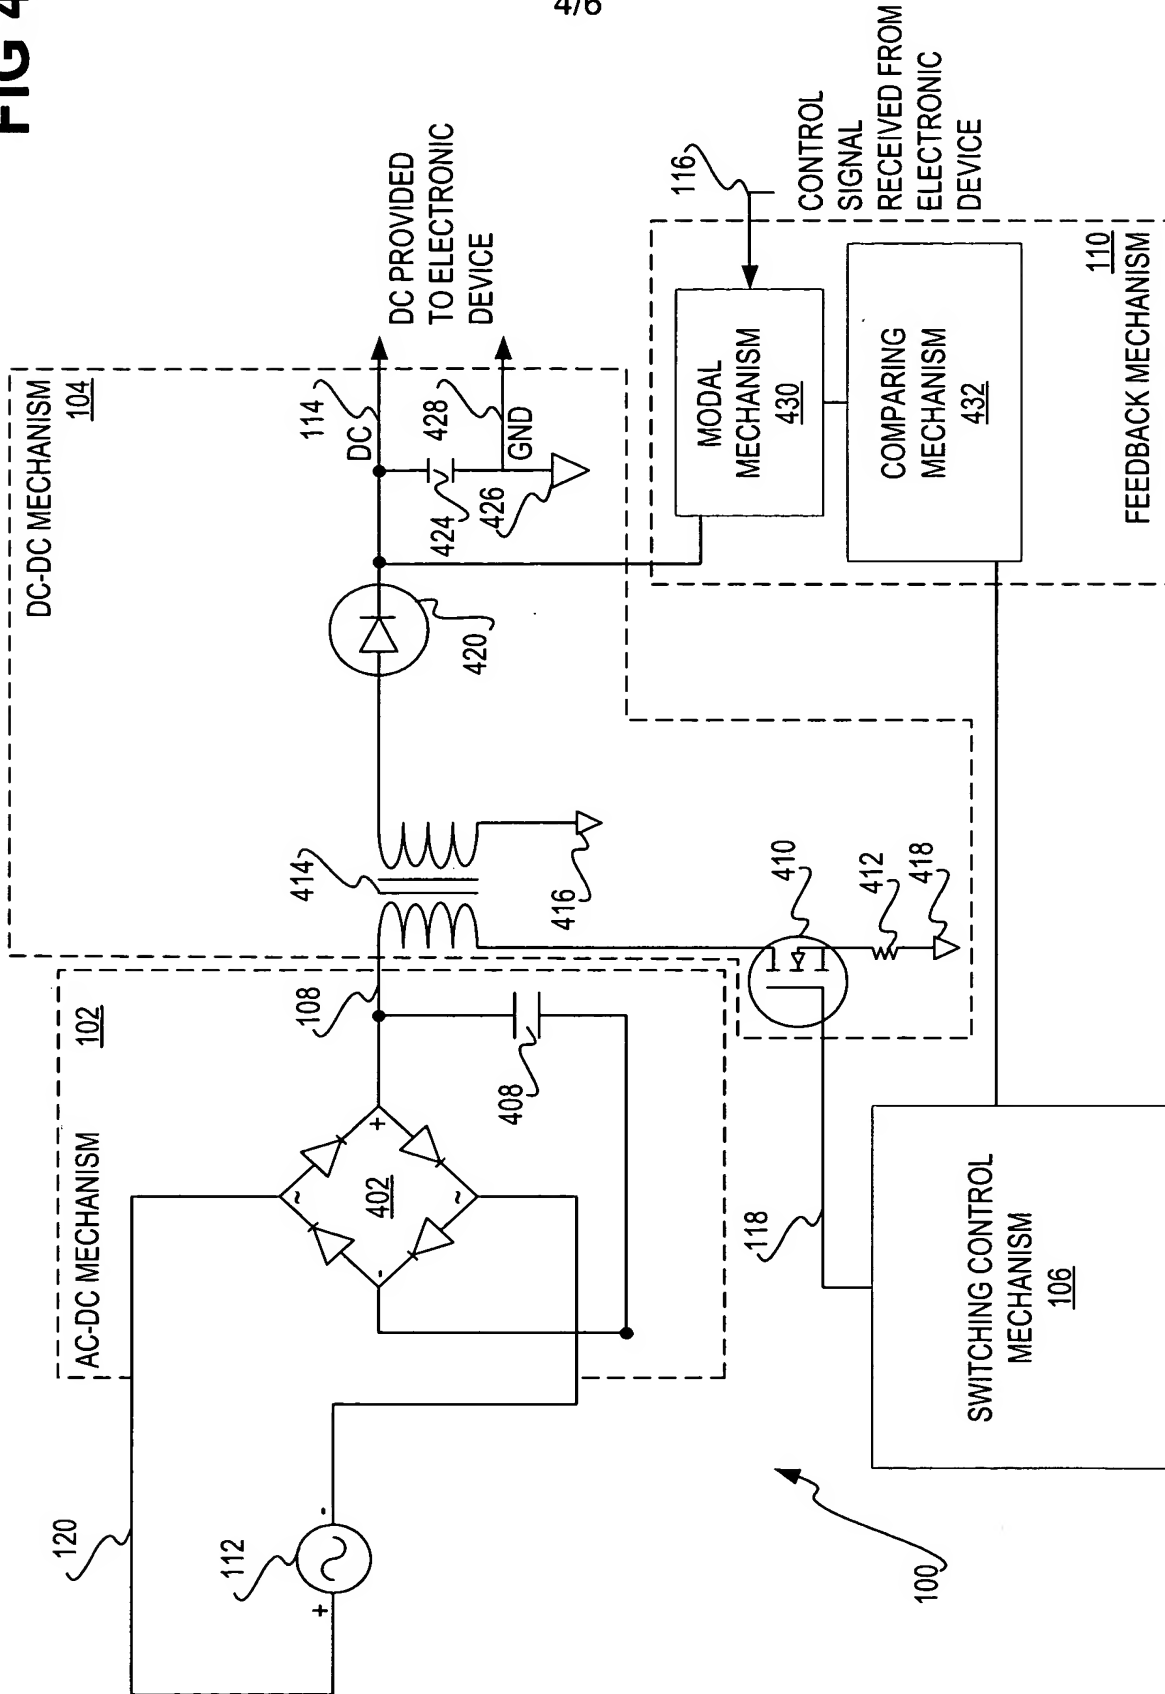 4/6
FIG 4
DC-DC MECHANISM
104
AC-DC MECHANISM
102
120
112
+
-
~
+
402
~
-
108
408
414
416
420
114
DC
424
428
GND
426
DC PROVIDED
TO ELECTRONIC
DEVICE
410
412
418
118
SWITCHING CONTROL
MECHANISM
106
100
116
CONTROL
SIGNAL
RECEIVED FROM
ELECTRONIC
DEVICE
MODAL
MECHANISM
430
COMPARING
MECHANISM
432
110
FEEDBACK MECHANISM